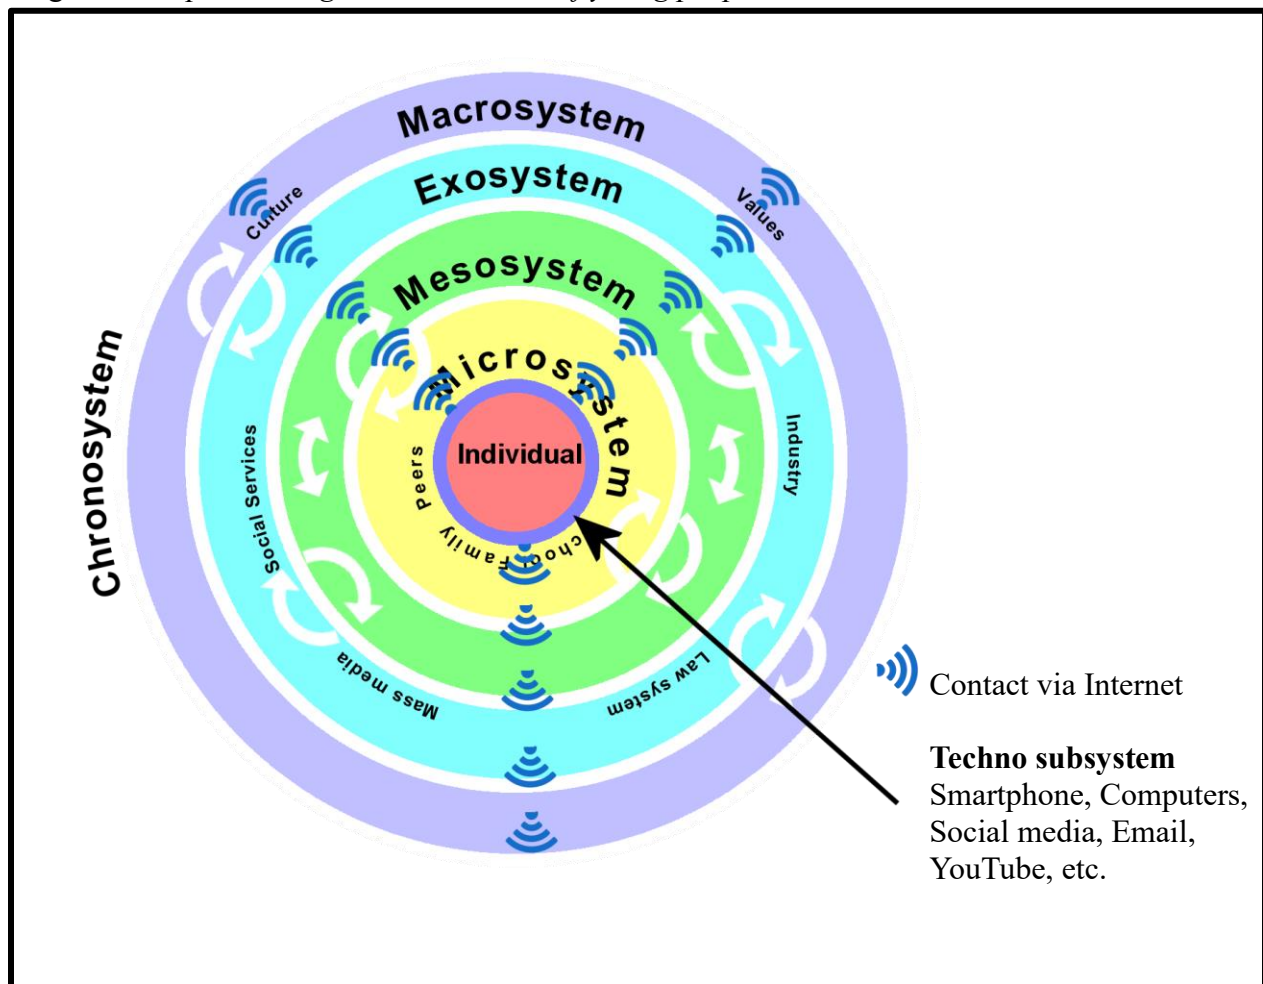 Macrosystem
Exosystem
Mesosystem
Microsystem
Individual
Chronosystem
Culture
Values
Social Services
Industry
Peers
Family
Mass media
Law system
Contact via Internet
Techno subsystem
Smartphone, Computers,
Social media, Email,
YouTube, etc.